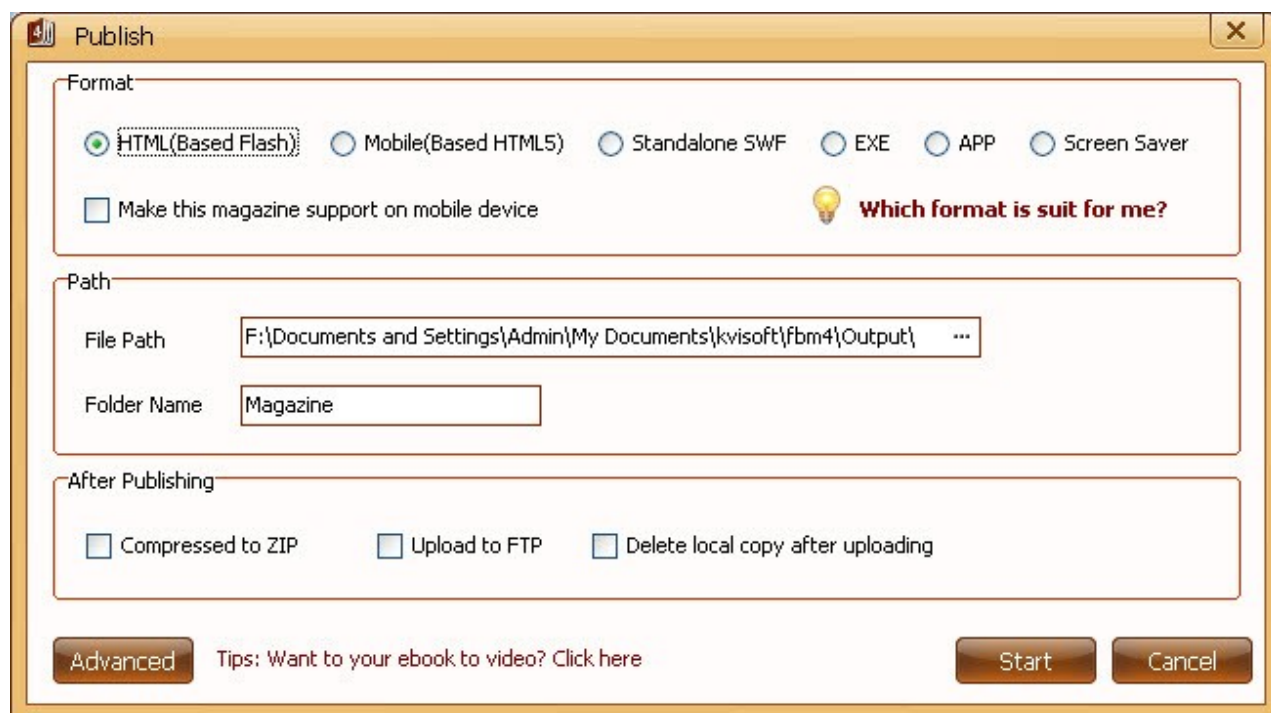 Publish
Format
HTML(Based Flash) Mobile(Based HTML5) Standalone SWF EXE APP Screen Saver
Make this magazine support on mobile device Which format is suit for me?
Path
File Path F:\Documents and Settings\Admin\My Documents\kvisoft\fbm4\Output\ ...
Folder Name Magazine
After Publishing
Compressed to ZIP Upload to FTP Delete local copy after uploading
Advanced Tips: Want to your ebook to video? Click here Start Cancel